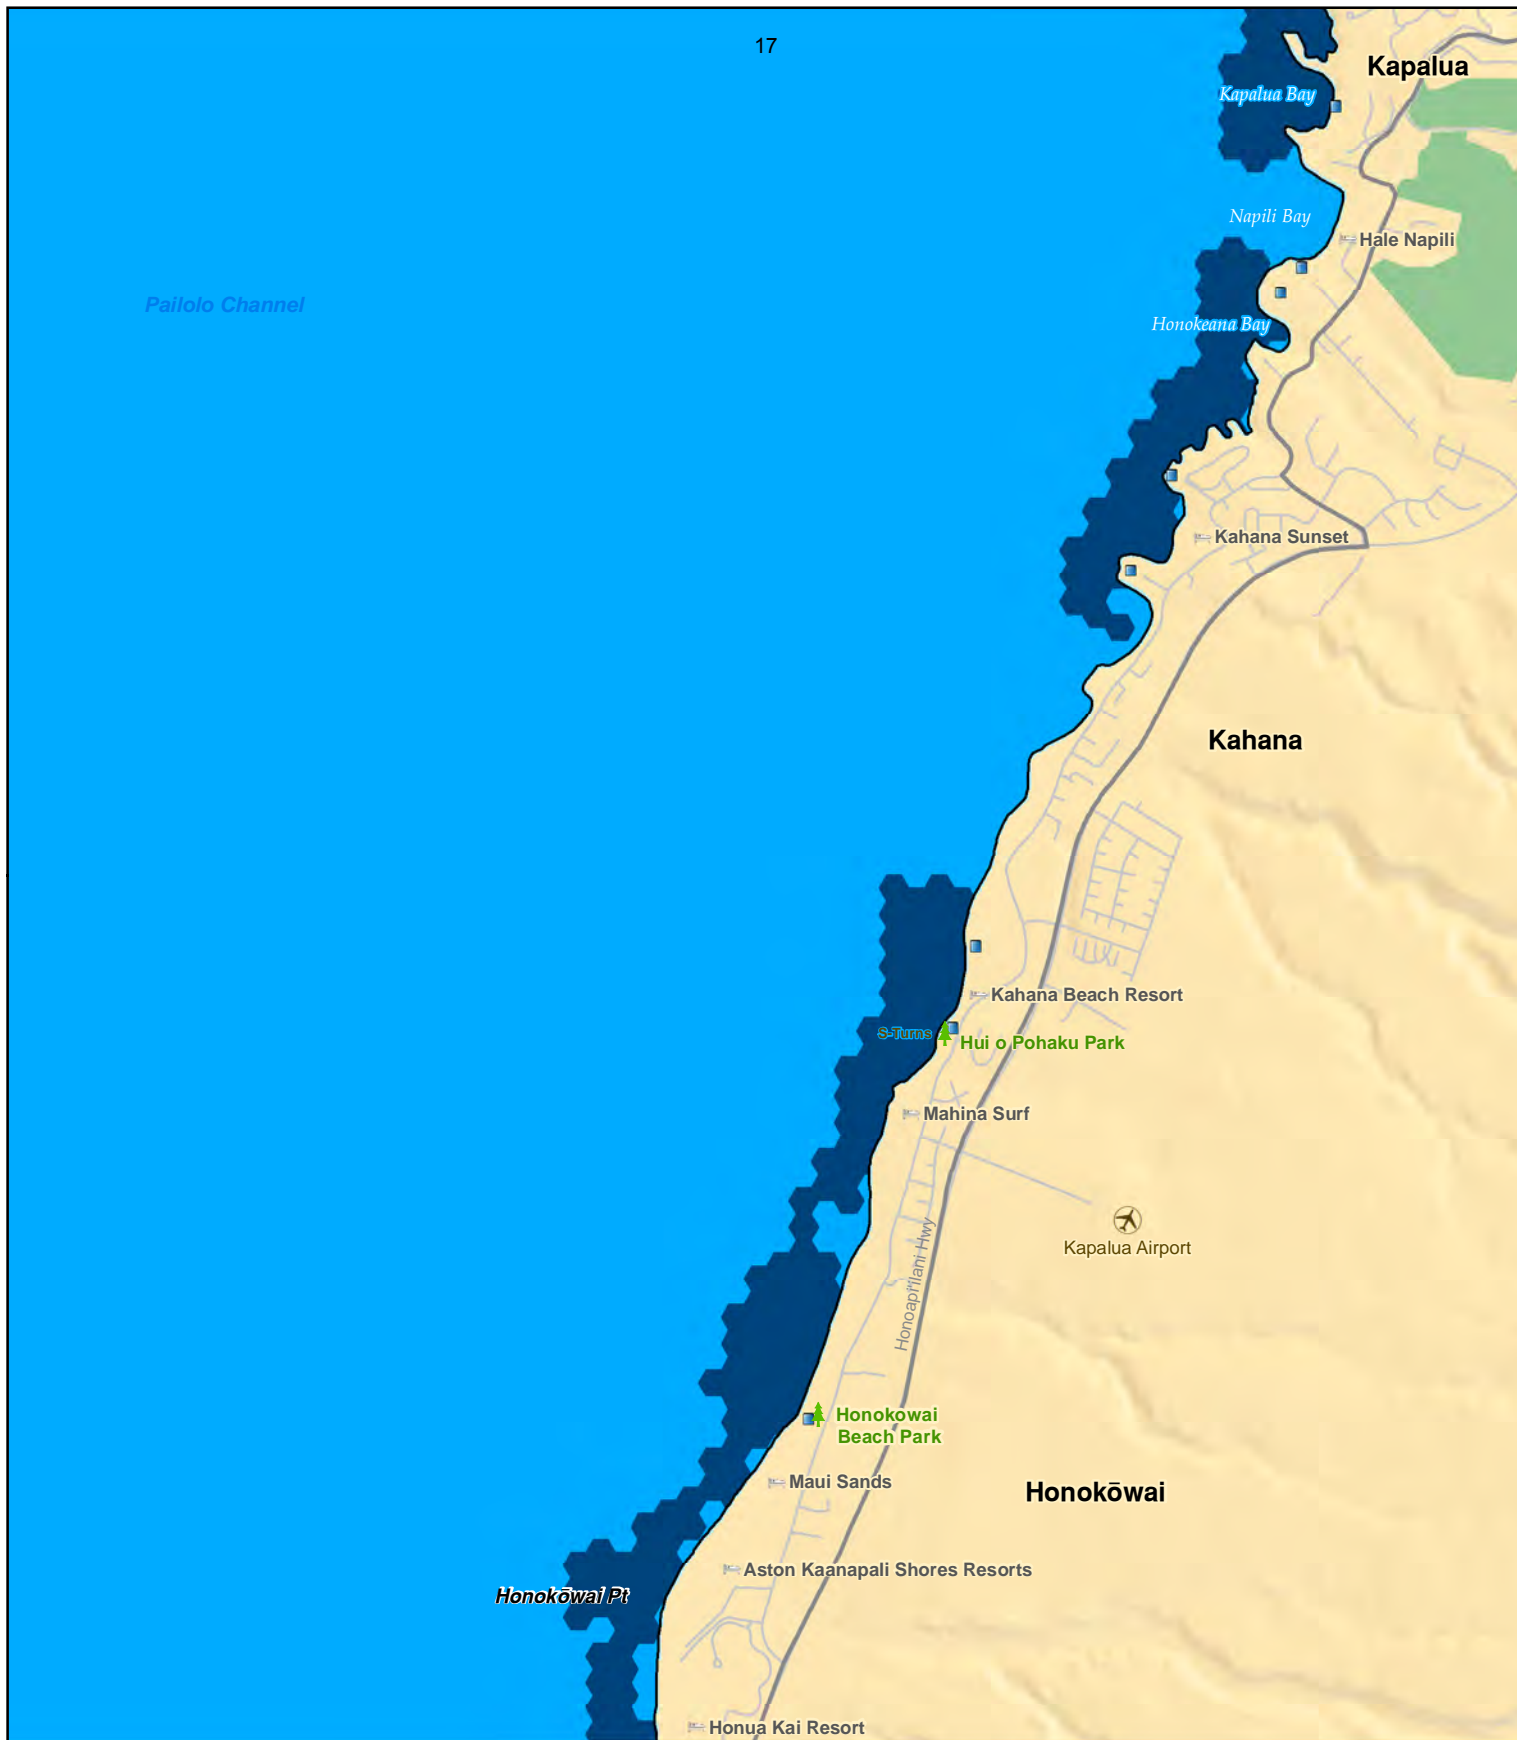 17
Kapalua
Kapalua Bay
Napili Bay
Hale Napili
Pailolo Channel
Honokeana Bay
Kahana Sunset
Kahana
Kahana Beach Resort
S-Turns
Hui o Pohaku Park
Mahina Surf
Kapalua Airport
Honoapi'ilani Hwy
Honokowai
Beach Park
Maui Sands
Honokōwai
Aston Kaanapali Shores Resorts
Honokōwai Pt
Honua Kai Resort